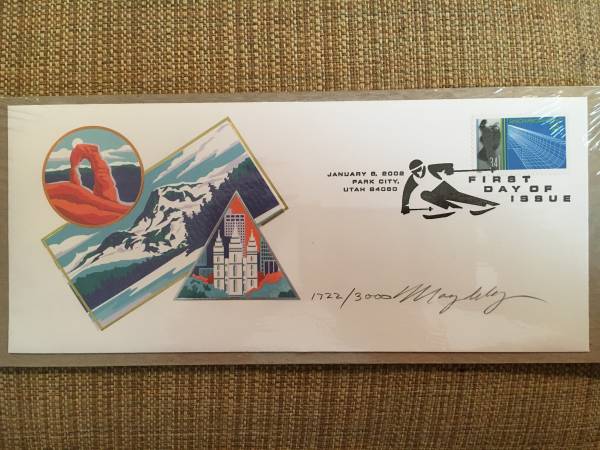 JANUARY 8, 2002
PARK CITY,
UTAH 84060
FIRST
DAY OF
ISSUE
34
1722/3000